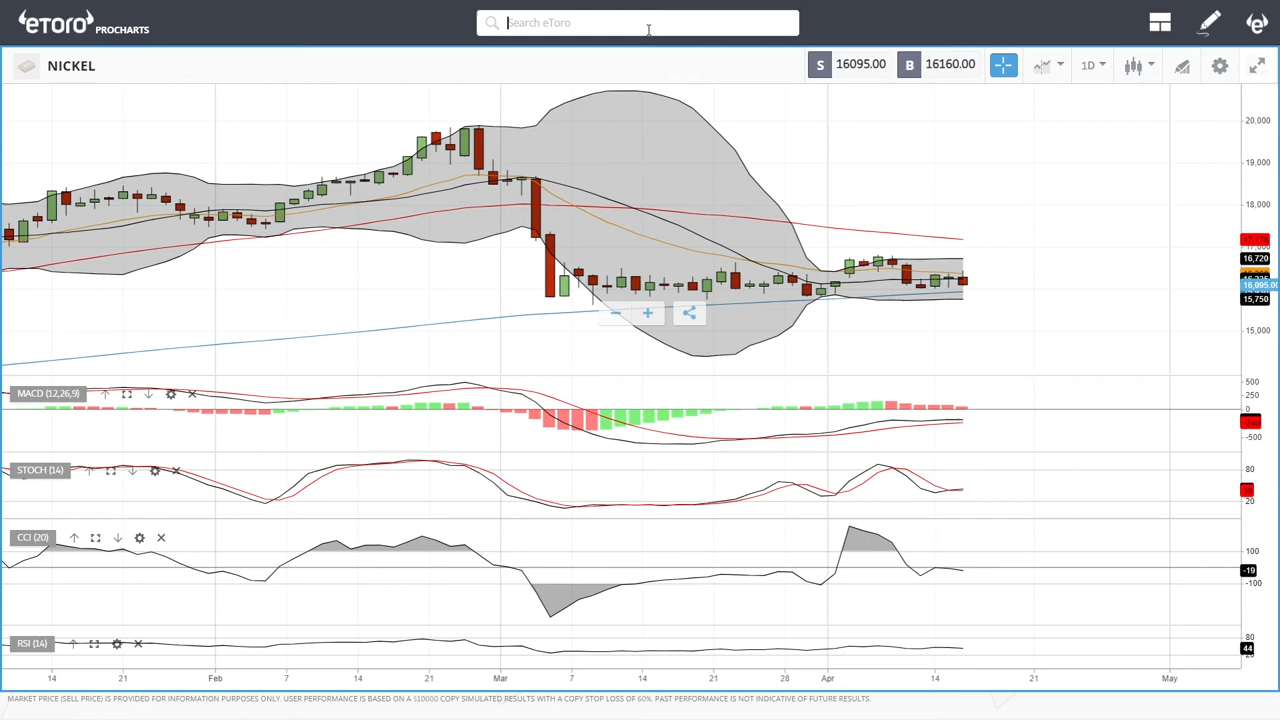 eToro PROCHARTS
Search eToro
NICKEL
S 16095.00 B 16160.00 1D
20,000
19,000
18,000
16,720
16,095.00
15,750
15,000
MACD (12,26,9)
500
250
0
-240
-500
STOCH (14)
80
20
CCI (20)
100
-19
-100
RSI (14)
80
44
14 21 Feb 7 14 21 Mar 7 14 21 28 Apr 14 21 May
MARKET PRICE (SELL PRICE) IS PROVIDED FOR INFORMATION PURPOSES ONLY. USER PERFORMANCE IS BASED ON A $10000 COPY SIMULATED RESULTS WITH A COPY STOP LOSS OF 60%. PAST PERFORMANCE IS NOT INDICATIVE OF FUTURE RESULTS.